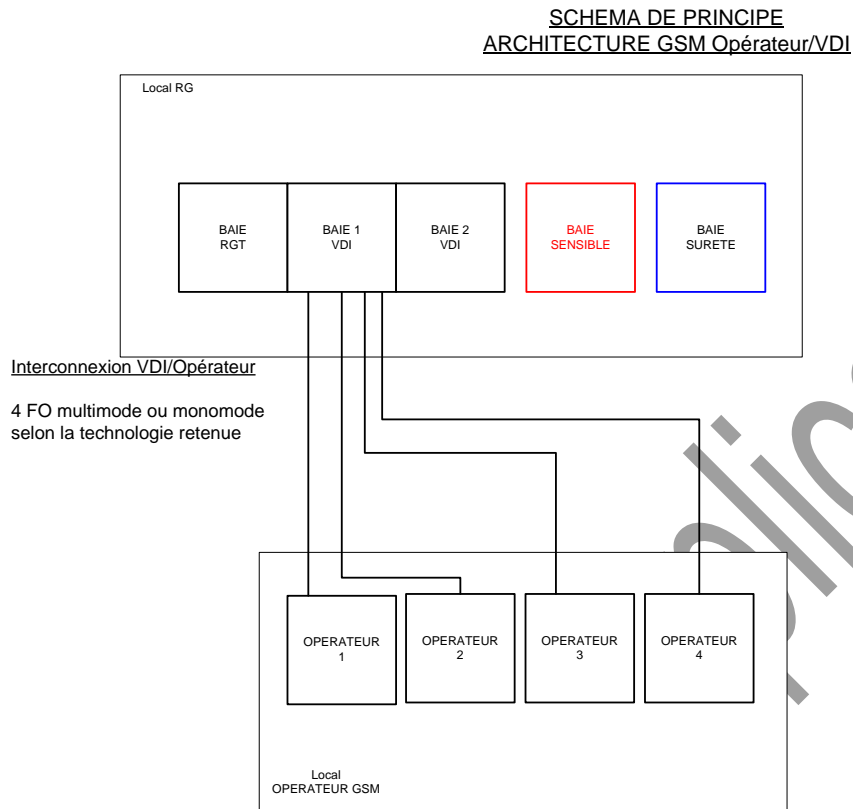 SCHEMA DE PRINCIPE
ARCHITECTURE GSM Opérateur/VDI
Local RG
BAIE
RGT
BAIE 1
VDI
BAIE 2
VDI
BAIE
SENSIBLE
BAIE
SURETE
Interconnexion VDI/Opérateur
4 FO multimode ou monomode
selon la technologie retenue
OPERATEUR
1
OPERATEUR
2
OPERATEUR
3
OPERATEUR
4
Local
OPERATEUR GSM